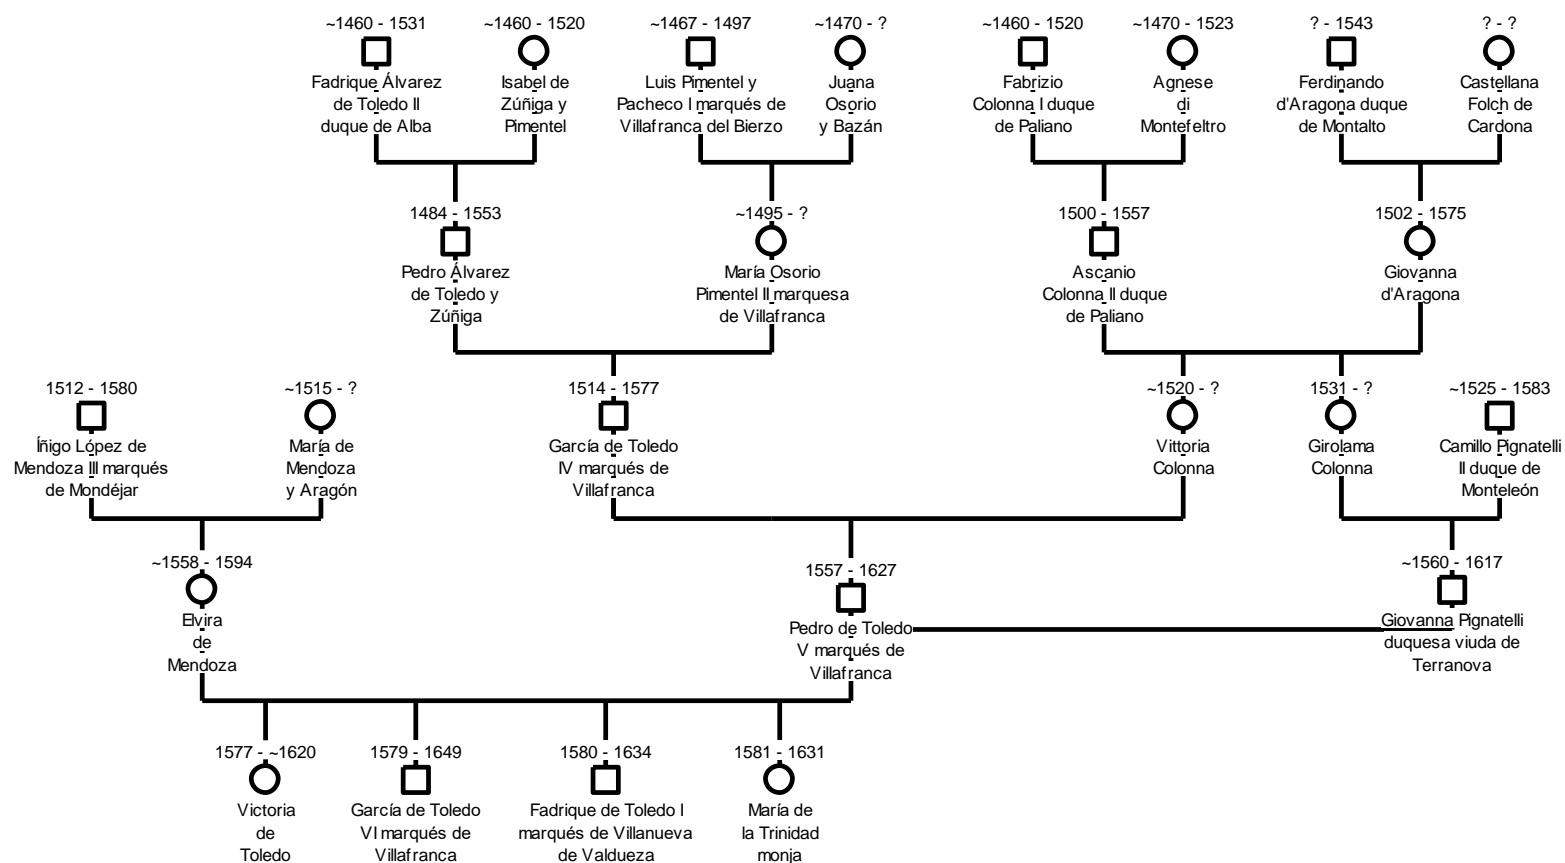 ~1460 - 1531
Fadrique Álvarez
de Toledo II
duque de Alba
~1460 - 1520
Isabel de
Zúñiga y
Pimentel
~1467 - 1497
Luis Pimentel y
Pacheco I marqués de
Villafranca del Bierzo
~1470 - ?
Juana
Osorio
y Bazán
~1460 - 1520
Fabrizio
Colonna I duque
de Paliano
~1470 - 1523
Agnese
di
Montefeltro
? - 1543
Ferdinando
d'Aragona duque
de Montalto
? - ?
Castellana
Folch de
Cardona
1484 - 1553
Pedro Álvarez
de Toledo y
Zúñiga
~1495 - ?
María Osorio
Pimentel II marquesa
de Villafranca
1500 - 1557
Ascanio
Colonna II duque
de Paliano
1502 - 1575
Giovanna
d'Aragona
1512 - 1580
Íñigo López de
Mendoza III marqués
de Mondéjar
~1515 - ?
María de
Mendoza
y Aragón
1514 - 1577
García de Toledo
IV marqués de
Villafranca
~1520 - ?
Vittoria
Colonna
1531 - ?
Girolama
Colonna
~1525 - 1583
Camillo Pignatelli
II duque de
Monteleón
~1558 - 1594
Elvira
de
Mendoza
1557 - 1627
Pedro de Toledo
V marqués de
Villafranca
~1560 - 1617
Giovanna Pignatelli
duquesa viuda de
Terranova
1577 - ~1620
Victoria
de
Toledo
1579 - 1649
García de Toledo
VI marqués de
Villafranca
1580 - 1634
Fadrique de Toledo I
marqués de Villanueva
de Valdueza
1581 - 1631
María de
la Trinidad
monja